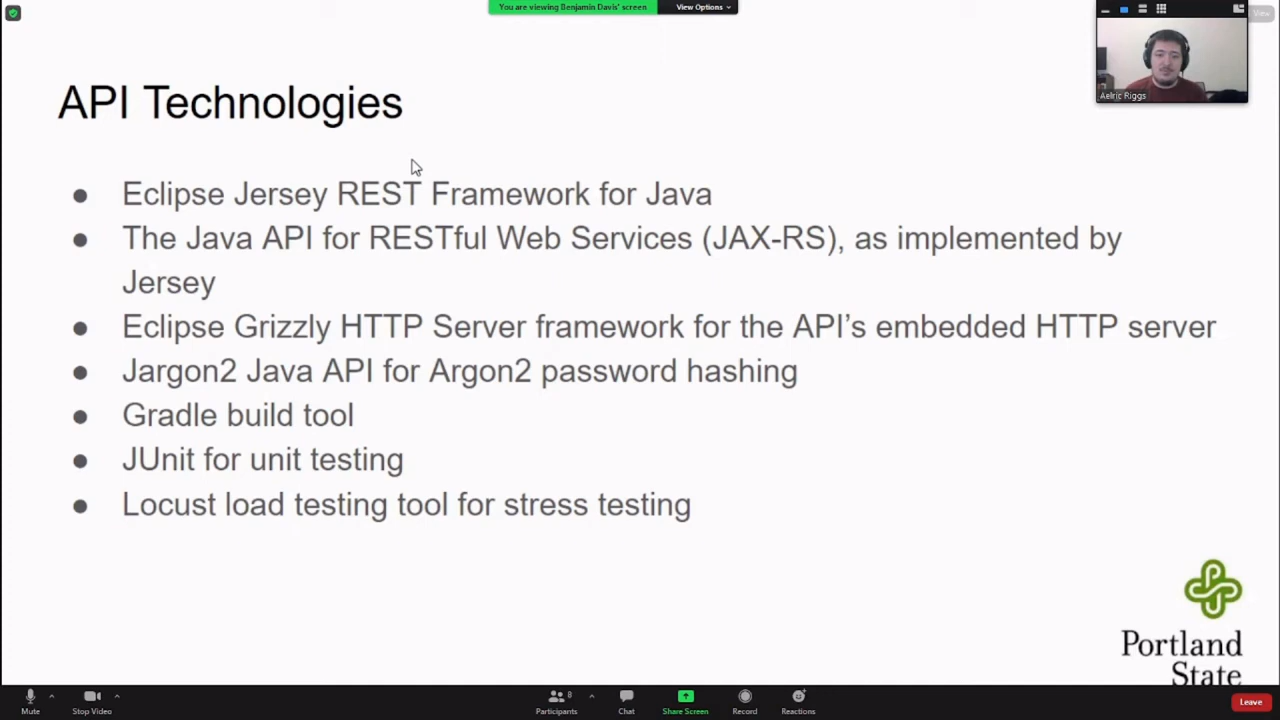 You are viewing Benjamin Davis' screen
View Options
View
Aelric Riggs
API Technologies
● Eclipse Jersey REST Framework for Java
● The Java API for RESTful Web Services (JAX-RS), as implemented by
Jersey
● Eclipse Grizzly HTTP Server framework for the API’s embedded HTTP server
● Jargon2 Java API for Argon2 password hashing
● Gradle build tool
● JUnit for unit testing
● Locust load testing tool for stress testing
Portland
State
Mute
Stop Video
Participants
8
Chat
Share Screen
Record
Reactions
Leave